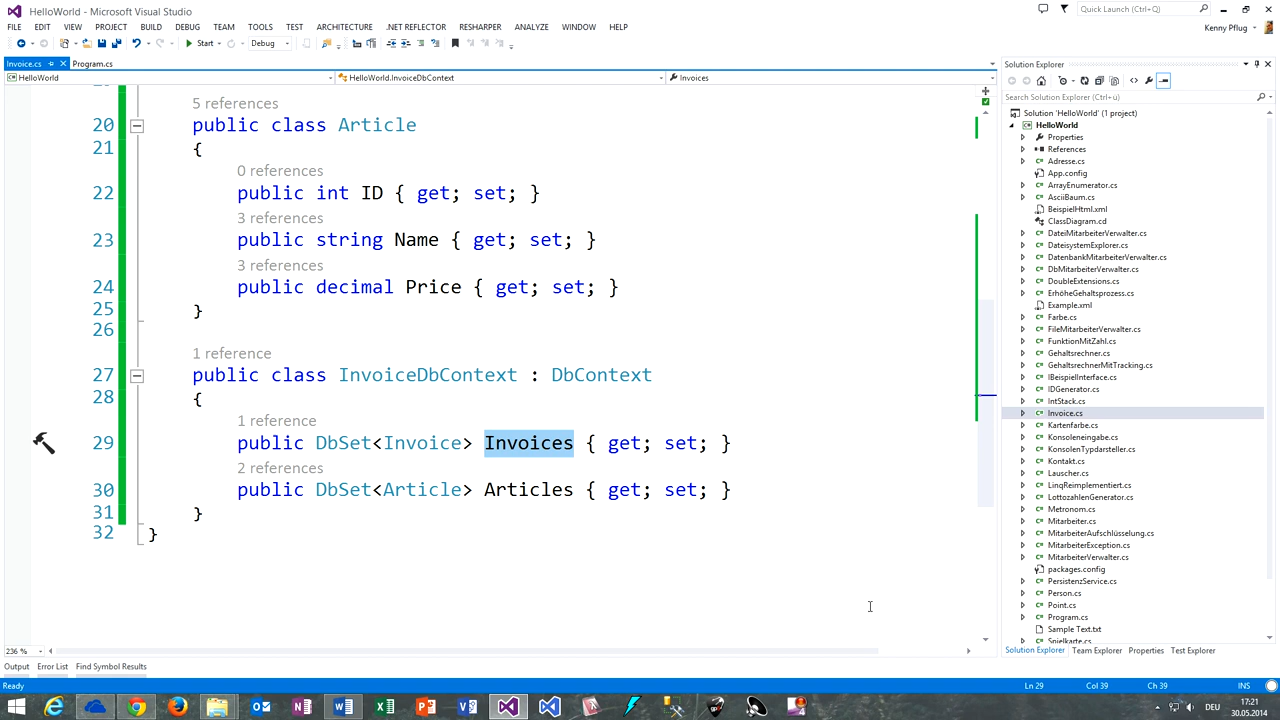 HelloWorld - Microsoft Visual Studio
Quick Launch (Ctrl+Q)
FILE EDIT VIEW PROJECT BUILD DEBUG TEAM TOOLS TEST ARCHITECTURE .NET REFLECTOR RESHARPER ANALYZE WINDOW HELP
Kenny Pflug
Start Debug
Invoice.cs Program.cs
HelloWorld HelloWorld.InvoiceDbContext Invoices
5 references
20 public class Article
21 {
0 references
22 public int ID { get; set; }
3 references
23 public string Name { get; set; }
3 references
24 public decimal Price { get; set; }
25 }
26
1 reference
27 public class InvoiceDbContext : DbContext
28 {
1 reference
29 public DbSet<Invoice> Invoices { get; set; }
2 references
30 public DbSet<Article> Articles { get; set; }
31 }
32 }
236 %
Solution Explorer
Search Solution Explorer (Ctrl+ü)
Solution 'HelloWorld' (1 project)
HelloWorld
Properties
References
Adresse.cs
App.config
ArrayEnumerator.cs
AsciiBaum.cs
BeispielHtml.xml
ClassDiagram.cd
DateiMitarbeiterVerwalter.cs
DateisystemExplorer.cs
DatenbankMitarbeiterVerwalter.cs
DbMitarbeiterVerwalter.cs
DoubleExtensions.cs
ErhöheGehaltsprozess.cs
Example.xml
Farbe.cs
FileMitarbeiterVerwalter.cs
FunktionMitZahl.cs
Gehaltsrechner.cs
GehaltsrechnerMitTracking.cs
IBeispielInterface.cs
IDGenerator.cs
IntStack.cs
Invoice.cs
Kartenfarbe.cs
Konsoleneingabe.cs
KonsolenTypdarsteller.cs
Kontakt.cs
Lauscher.cs
LinqReimplementiert.cs
LottozahlenGenerator.cs
Metronom.cs
Mitarbeiter.cs
MitarbeiterAufschlüsselung.cs
MitarbeiterException.cs
MitarbeiterVerwalter.cs
packages.config
PersistenzService.cs
Person.cs
Point.cs
Program.cs
Sample Text.txt
Spielkarte.cs
Solution Explorer Team Explorer Properties Test Explorer
Output Error List Find Symbol Results
Ready Ln 29 Col 39 Ch 39 INS
DEU 17:21
30.05.2014